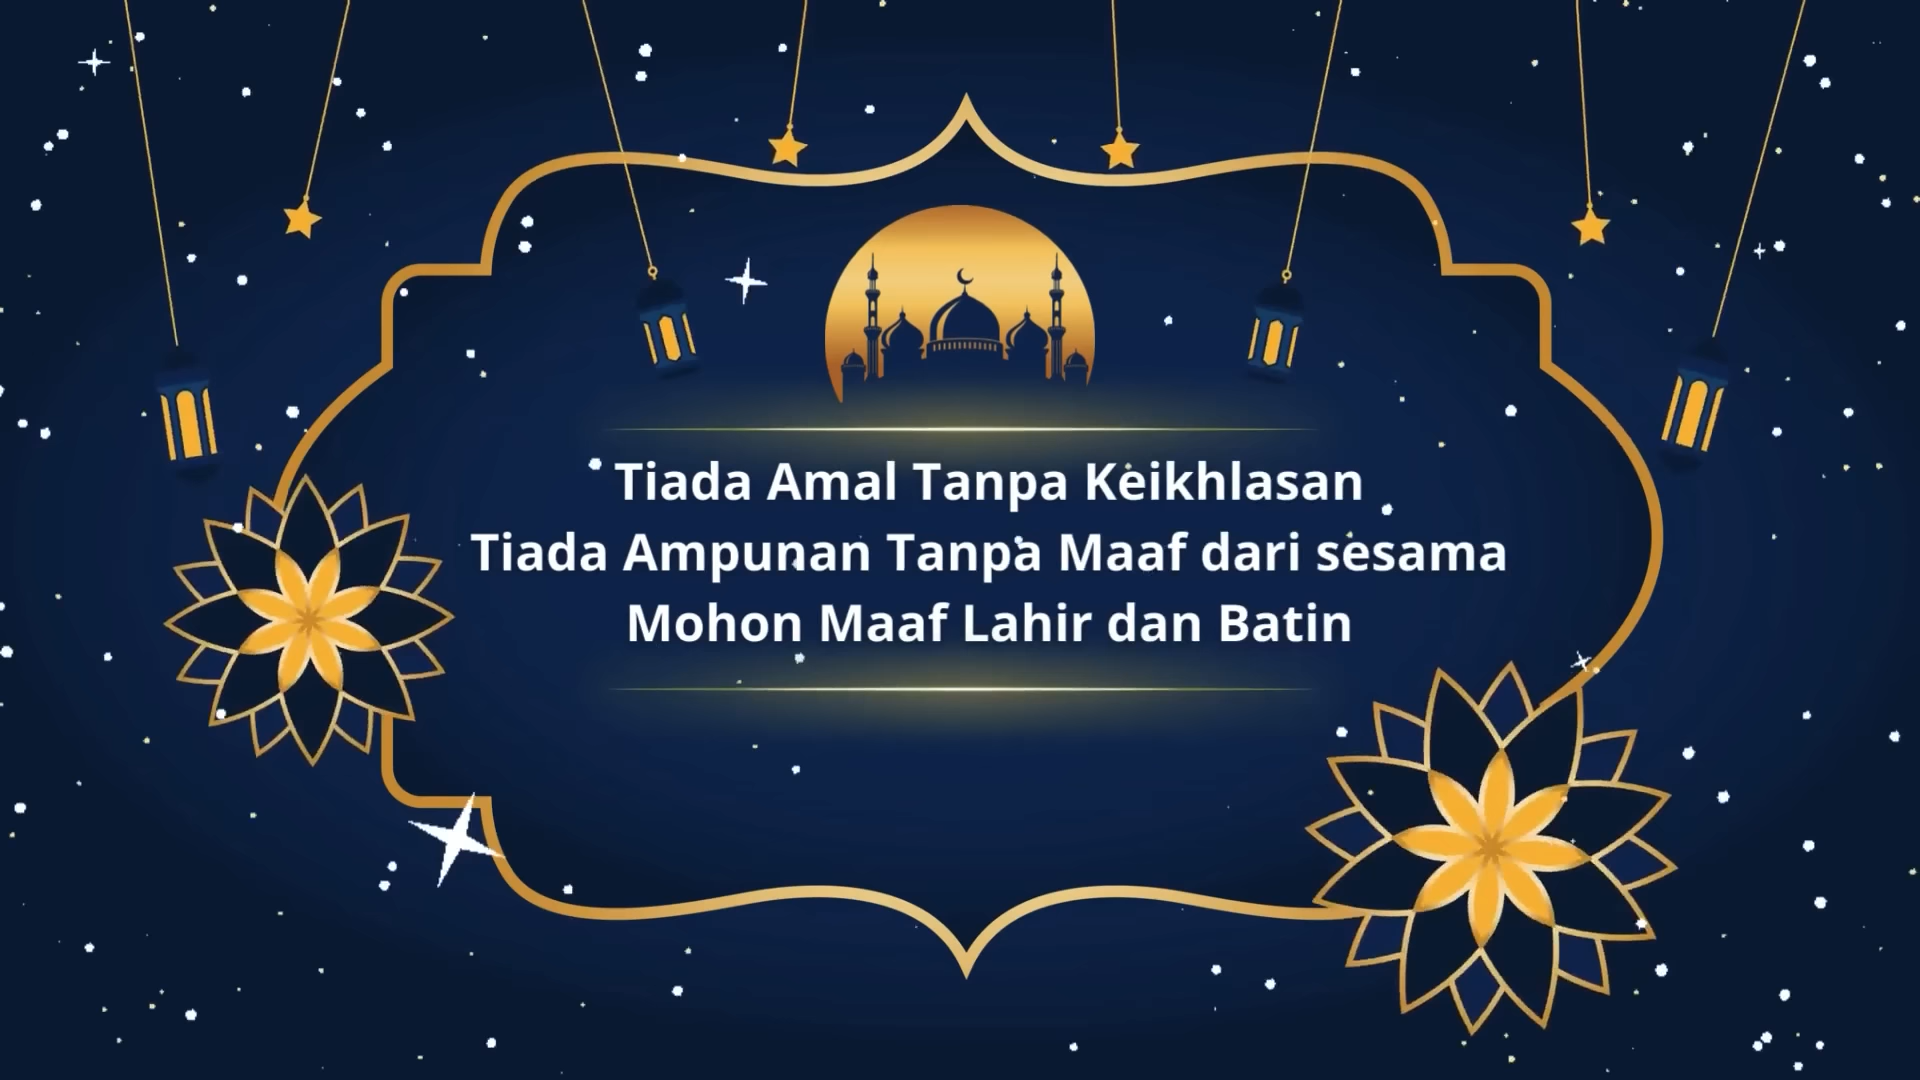 Tiada Amal Tanpa Keikhlasan
Tiada Ampunan Tanpa Maaf dari sesama
Mohon Maaf Lahir dan Batin